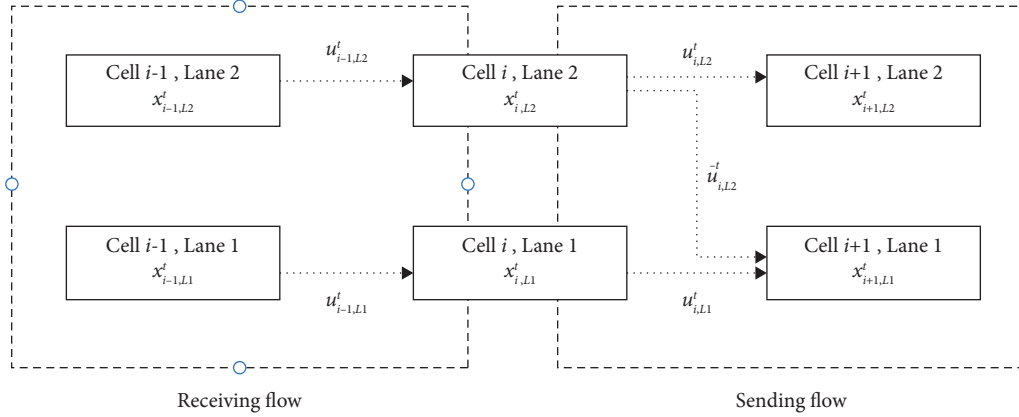 u^t_{i–1,L2}
u^t_{i,L2}
Cell i-1 , Lane 2
x^t_{i–1,L2}
Cell i , Lane 2
x^t_{i ,L2}
Cell i+1 , Lane 2
x^t_{i+1,L2}
ū^t_{i,L2}
Cell i-1 , Lane 1
x^t_{i–1,L1}
Cell i , Lane 1
x^t_{i ,L1}
Cell i+1 , Lane 1
x^t_{i+1,L1}
u^t_{i–1,L1}
u^t_{i,L1}
Receiving flow
Sending flow